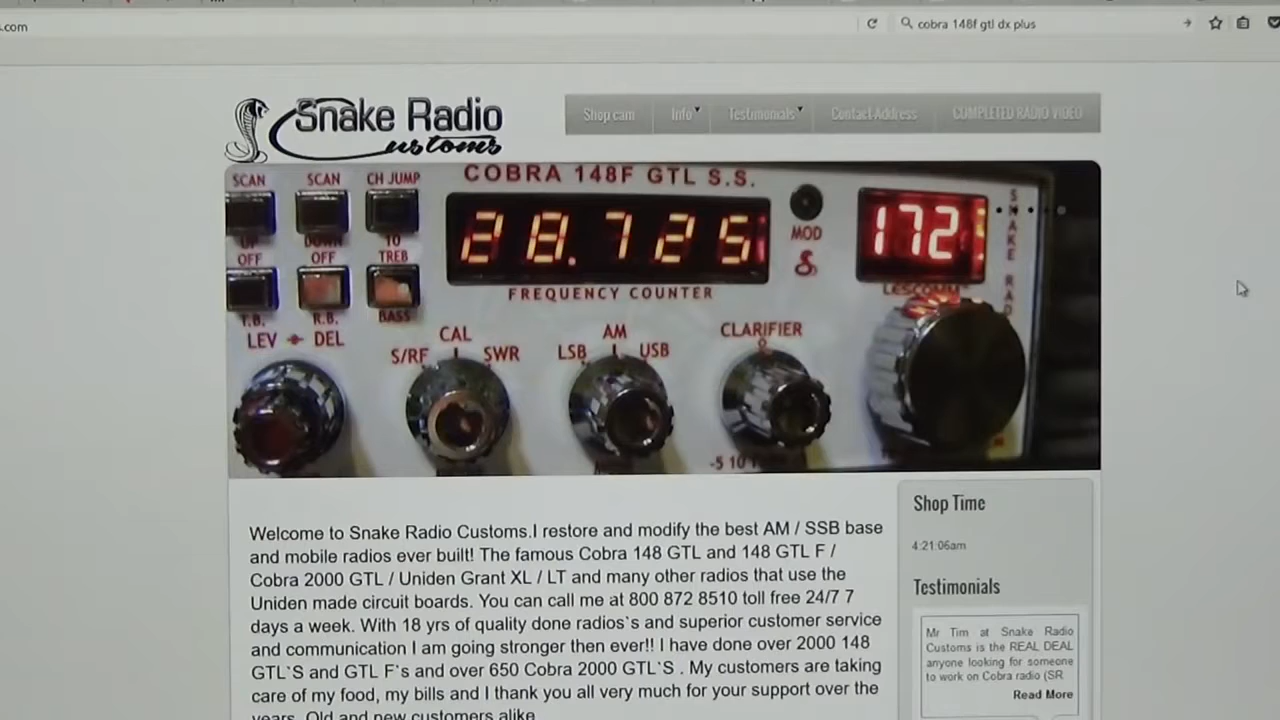 s.com
cobra 148f gtl dx plus
Snake Radio
Customs
Shop cam Info Testimonials Contact Address COMPLETED RADIO VIDEO
COBRA 148F GTL S.S.
SCAN SCAN CH JUMP
28.725
172
MOD
UP DOWN 10
OFF OFF TREB
FREQUENCY COUNTER
T.B. R.B. BASS
LEV DEL
CAL
S/RF SWR
AM
LSB USB
CLARIFIER
-5 10
Welcome to Snake Radio Customs.I restore and modify the best AM / SSB base
and mobile radios ever built! The famous Cobra 148 GTL and 148 GTL F /
Cobra 2000 GTL / Uniden Grant XL / LT and many other radios that use the
Uniden made circuit boards. You can call me at 800 872 8510 toll free 24/7 7
days a week. With 18 yrs of quality done radios`s and superior customer service
and communication I am going stronger then ever!! I have done over 2000 148
GTL`S and GTL F`s and over 650 Cobra 2000 GTL`S . My customers are taking
care of my food, my bills and I thank you all very much for your support over the
years. Old and new customers alike
Shop Time
4:21:06am
Testimonials
Mr Tim at Snake Radio
Customs is the REAL DEAL
anyone looking for someone
to work on Cobra radio (SR
Read More